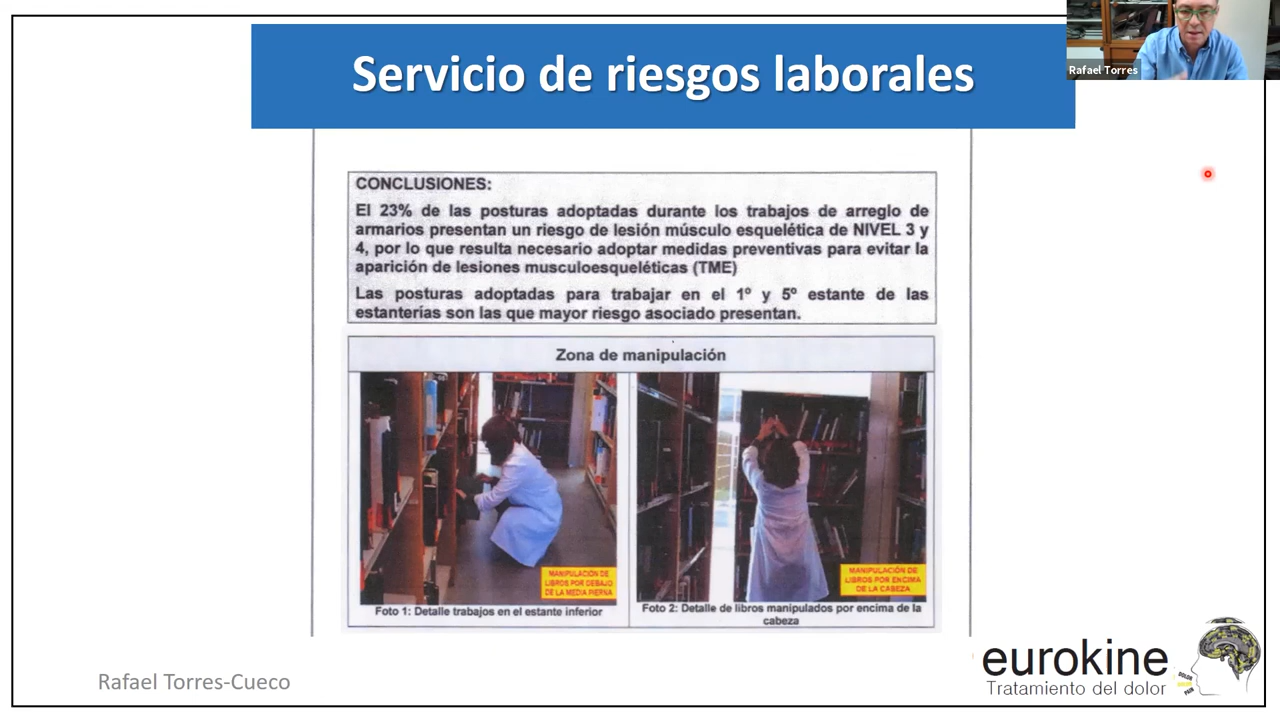 Servicio de riesgos laborales
Rafael Torres
CONCLUSIONES:
El 23% de las posturas adoptadas durante los trabajos de arreglo de
armarios presentan un riesgo de lesión músculo esquelética de NIVEL 3 y
4, por lo que resulta necesario adoptar medidas preventivas para evitar la
aparición de lesiones musculoesqueléticas (TME)
Las posturas adoptadas para trabajar en el 1º y 5º estante de las
estanterías son las que mayor riesgo asociado presentan.
Zona de manipulación
MANIPULACIÓN DE
LIBROS POR DEBAJO
DE LA MEDIA PIERNA
MANIPULACIÓN DE
LIBROS POR ENCIMA
DE LA CABEZA
Foto 1: Detalle trabajos en el estante inferior
Foto 2: Detalle de libros manipulados por encima de la
cabeza
Rafael Torres-Cueco
eurokine
Tratamiento del dolor
DOLOR
PAIN